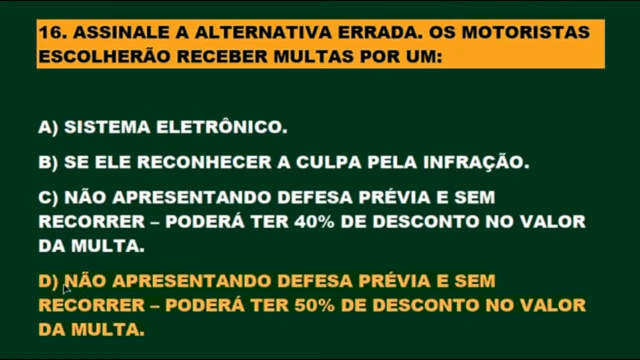 16. ASSINALE A ALTERNATIVA ERRADA. OS MOTORISTAS
ESCOLHERÃO RECEBER MULTAS POR UM:
A) SISTEMA ELETRÔNICO.
B) SE ELE RECONHECER A CULPA PELA INFRAÇÃO.
C) NÃO APRESENTANDO DEFESA PRÉVIA E SEM
RECORRER – PODERÁ TER 40% DE DESCONTO NO VALOR
DA MULTA.
D) NÃO APRESENTANDO DEFESA PRÉVIA E SEM
RECORRER – PODERÁ TER 50% DE DESCONTO NO VALOR
DA MULTA.